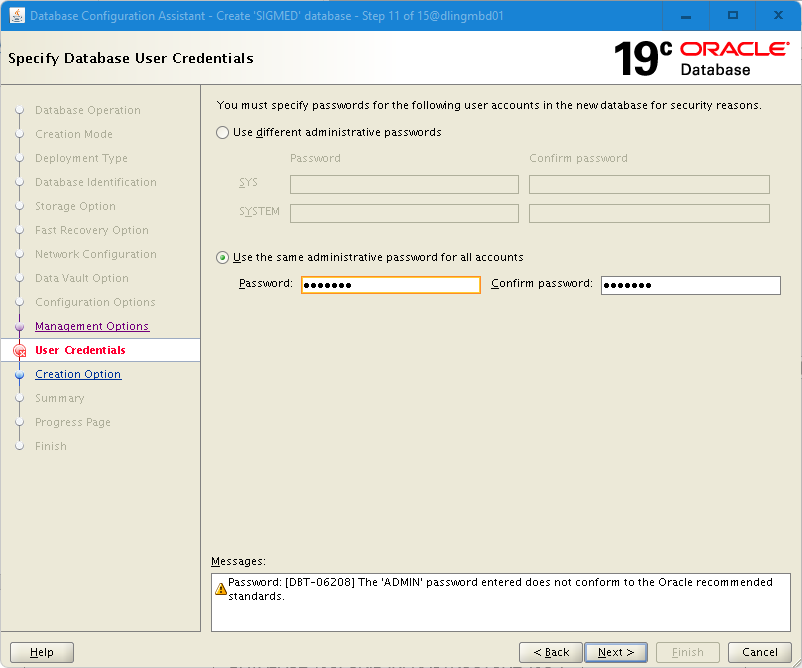 Database Configuration Assistant - Create 'SIGMED' database - Step 11 of 15@dlingmbd01
Specify Database User Credentials
19c ORACLE®
Database
Database Operation
Creation Mode
Deployment Type
Database Identification
Storage Option
Fast Recovery Option
Network Configuration
Data Vault Option
Configuration Options
Management Options
User Credentials
Creation Option
Summary
Progress Page
Finish
You must specify passwords for the following user accounts in the new database for security reasons.
Use different administrative passwords
Password Confirm password
SYS
SYSTEM
Use the same administrative password for all accounts
Password: ••••••• Confirm password: •••••••
Messages:
Password: [DBT-06208] The 'ADMIN' password entered does not conform to the Oracle recommended
standards.
Help < Back Next > Finish Cancel